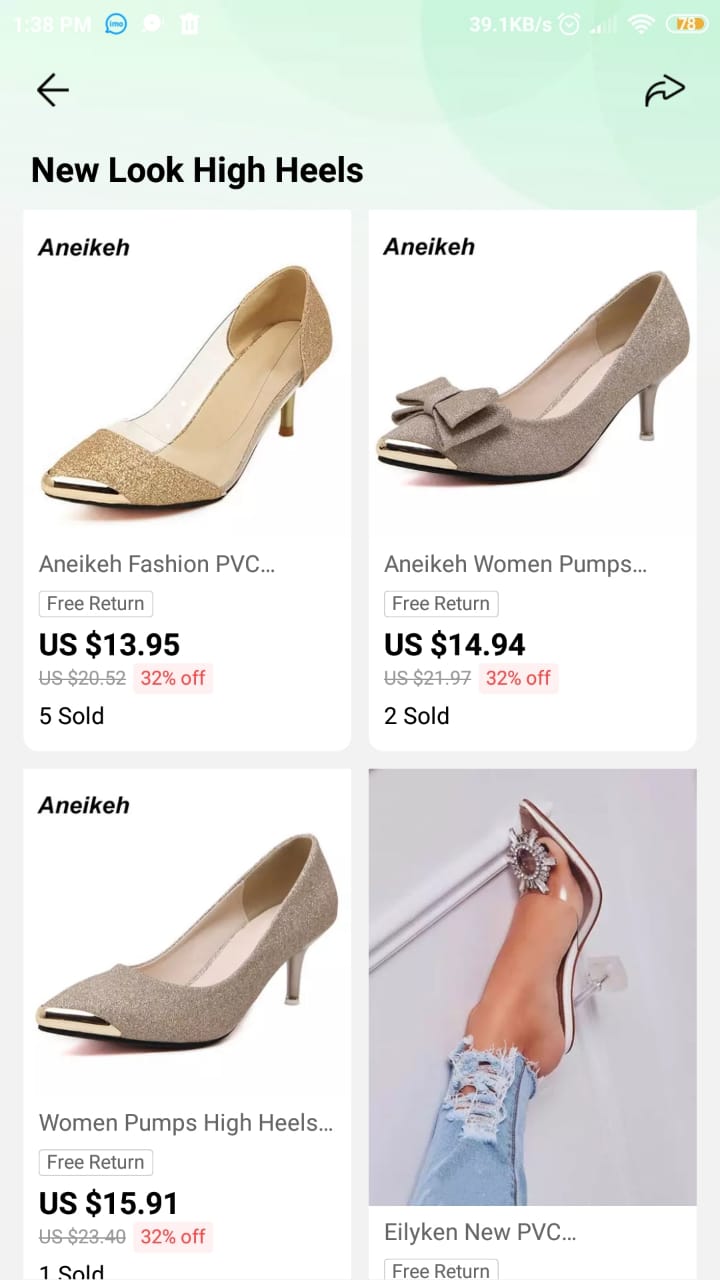 1:38 PM imo 39.1KB/s 78
New Look High Heels
Aneikeh
Aneikeh Fashion PVC...
Free Return
US $13.95
US $20.52 32% off
5 Sold
Aneikeh
Aneikeh Women Pumps...
Free Return
US $14.94
US $21.97 32% off
2 Sold
Aneikeh
Women Pumps High Heels...
Free Return
US $15.91
US $23.40 32% off
1 Sold
Eilyken New PVC...
Free Return